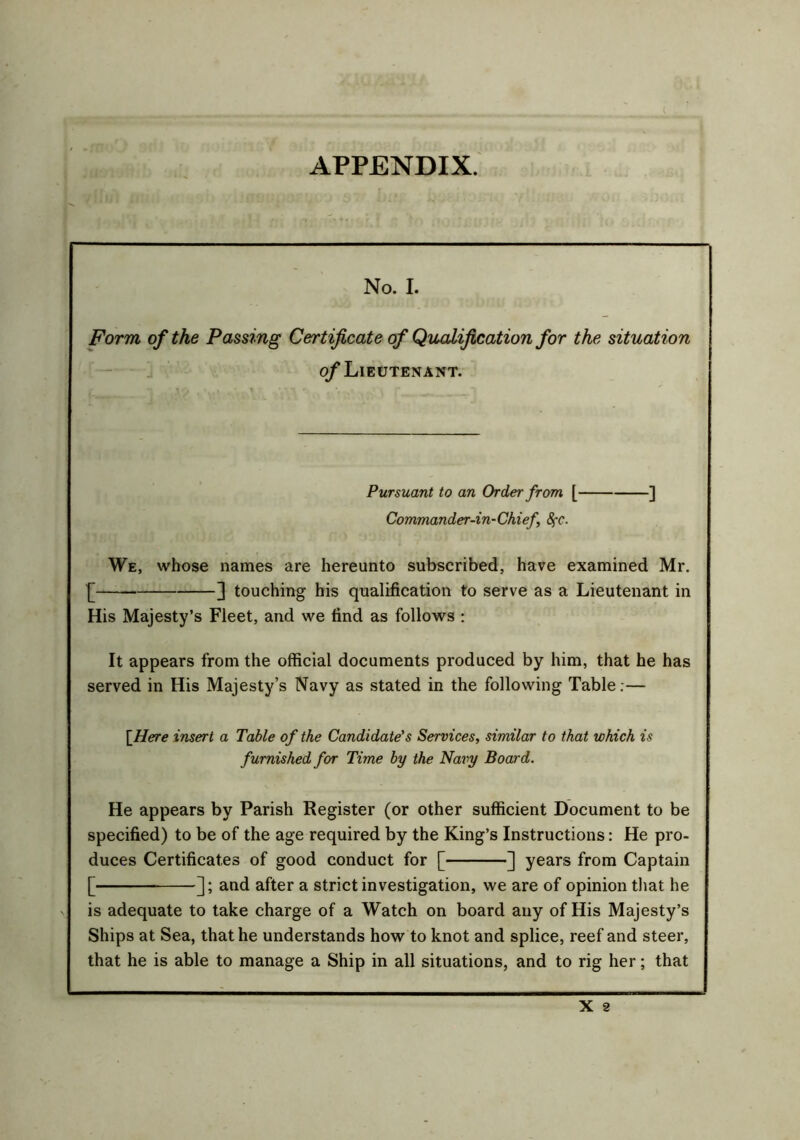 APPENDIX.
No. I.
Form of the Passing Certificate of Qualification for the situation
of LIEUTENANT.
Pursuant to an Order from [————]
Commander-in-Chief, &c.
WE, whose names are hereunto subscribed, have examined Mr.
[————————] touching his qualification to serve as a Lieutenant in
His Majesty's Fleet, and we find as follows :
It appears from the official documents produced by him, that he has
served in His Majesty's Navy as stated in the following Table:—
[Here insert a Table of the Candidate's Services, similar to that which is
furnished for Time by the Navy Board.
He appears by Parish Register (or other sufficient Document to be
specified) to be of the age required by the King's Instructions: He pro-
duces Certificates of good conduct for [————] years from Captain
[——————]; and after a strict investigation, we are of opinion that he
is adequate to take charge of a Watch on board any of His Majesty's
Ships at Sea, that he understands how to knot and splice, reef and steer,
that he is able to manage a Ship in all situations, and to rig her; that
X 2